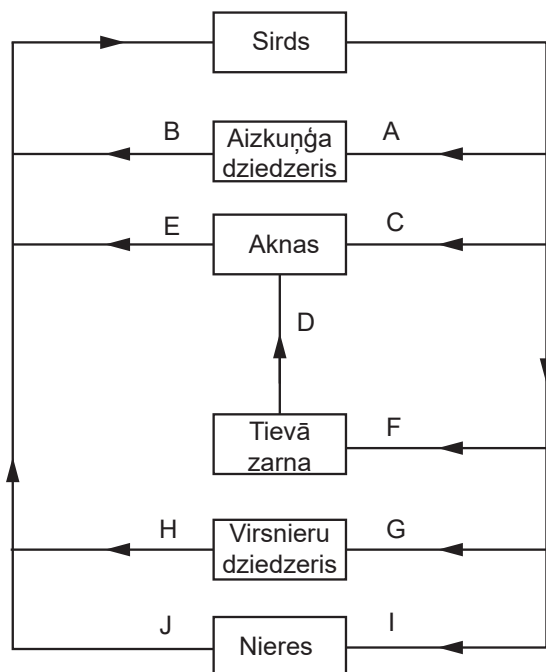 Sirds
B
Aizkuņģa
dziedzeris
A
E
Aknas
C
D
Tievā
zarna
F
H
Virsnieru
dziedzeris
G
J
Nieres
I